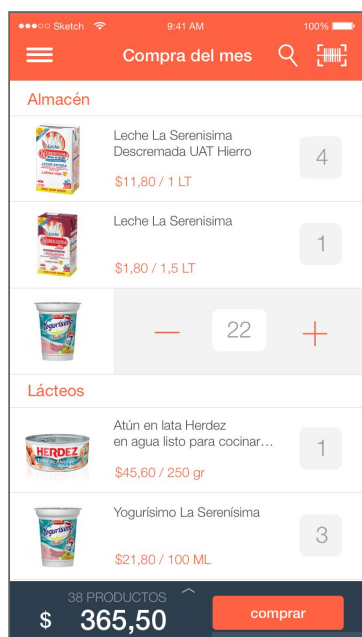 Sketch 9:41 AM 100%
Compra del mes
Almacén
Leche La Serenisima
Descremada UAT Hierro
4
$11,80 / 1 LT
Leche La Serenisima
1
$1,80 / 1,5 LT
Yogurísimo
22
Lácteos
Atún en lata Herdez
en agua listo para cocinar…
HERDEZ
1
$45,60 / 250 gr
Yogurísimo La Serenísima
Yogurísimo
3
$21,80 / 100 ML
38 PRODUCTOS
$ 365,50
comprar